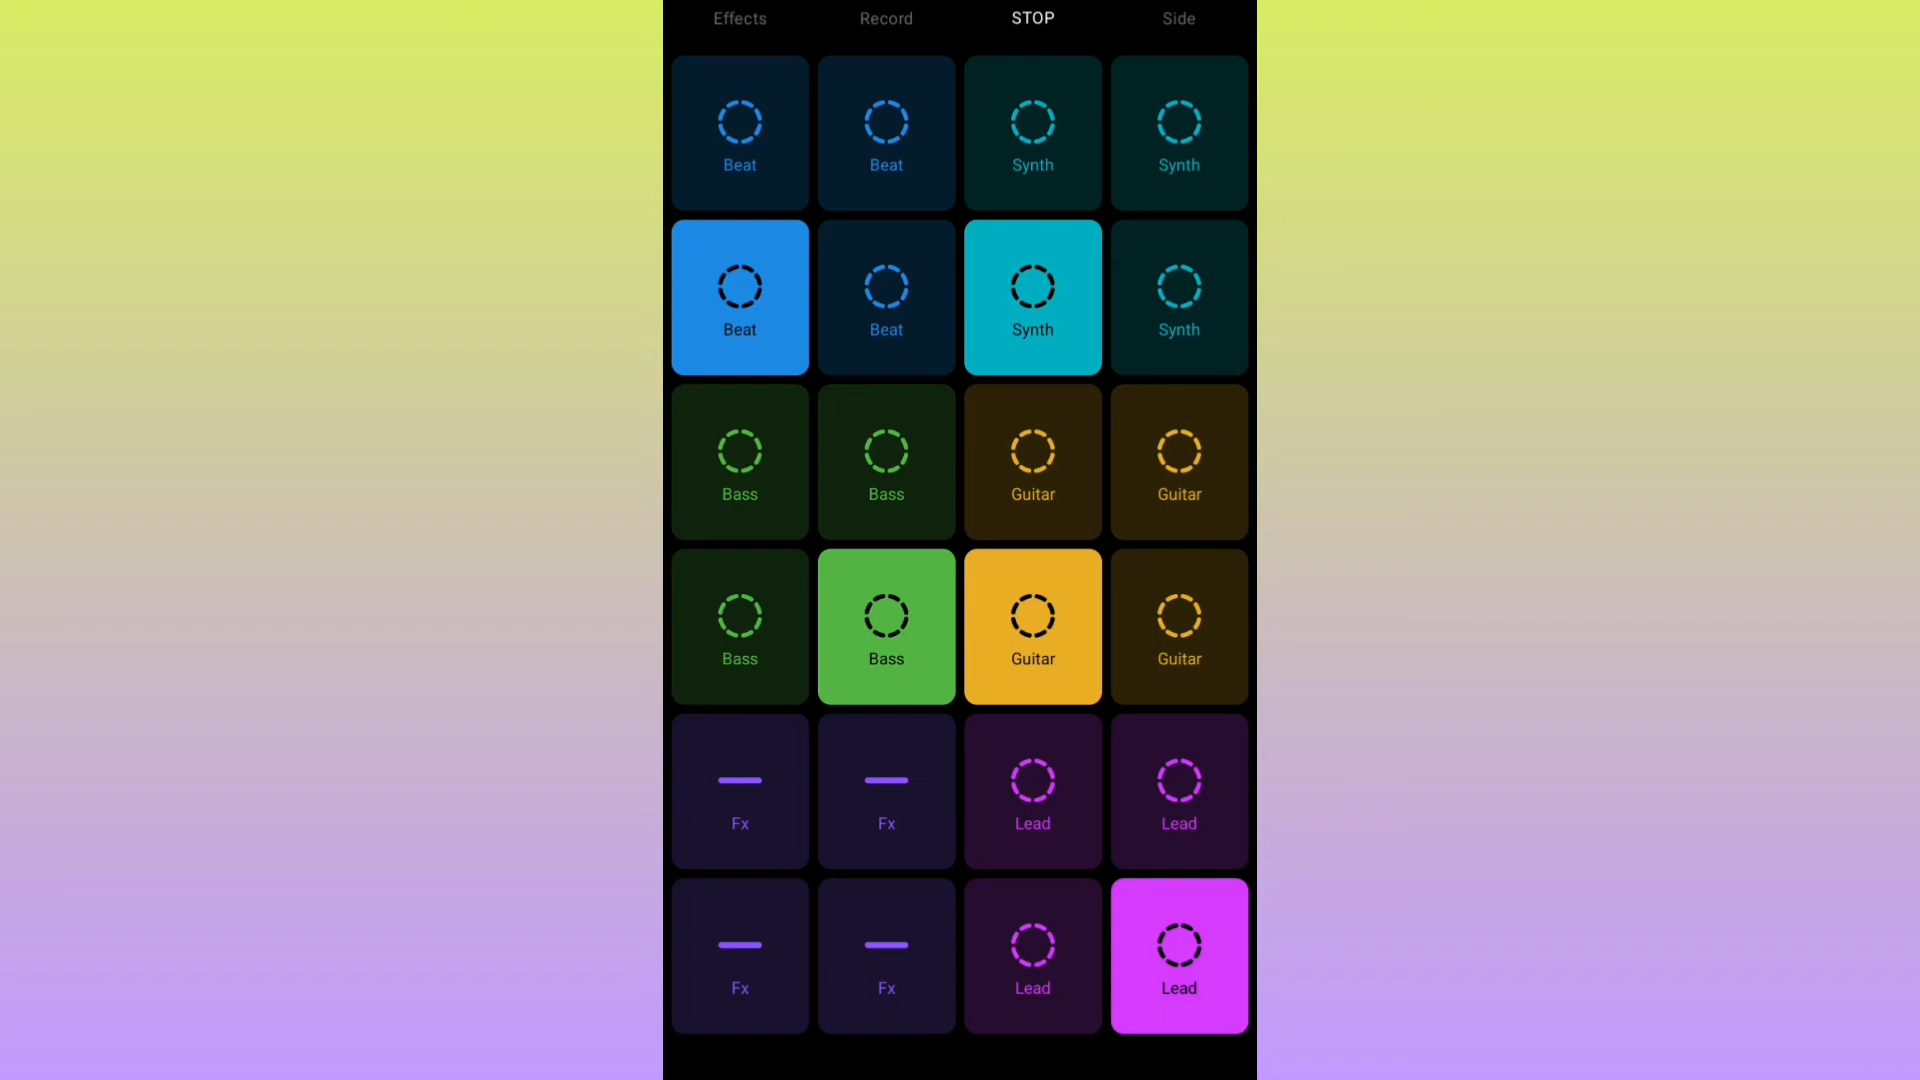 Effects Record STOP Side
Beat Beat Synth Synth
Beat Beat Synth Synth
Bass Bass Guitar Guitar
Bass Bass Guitar Guitar
Fx Fx Lead Lead
Fx Fx Lead Lead